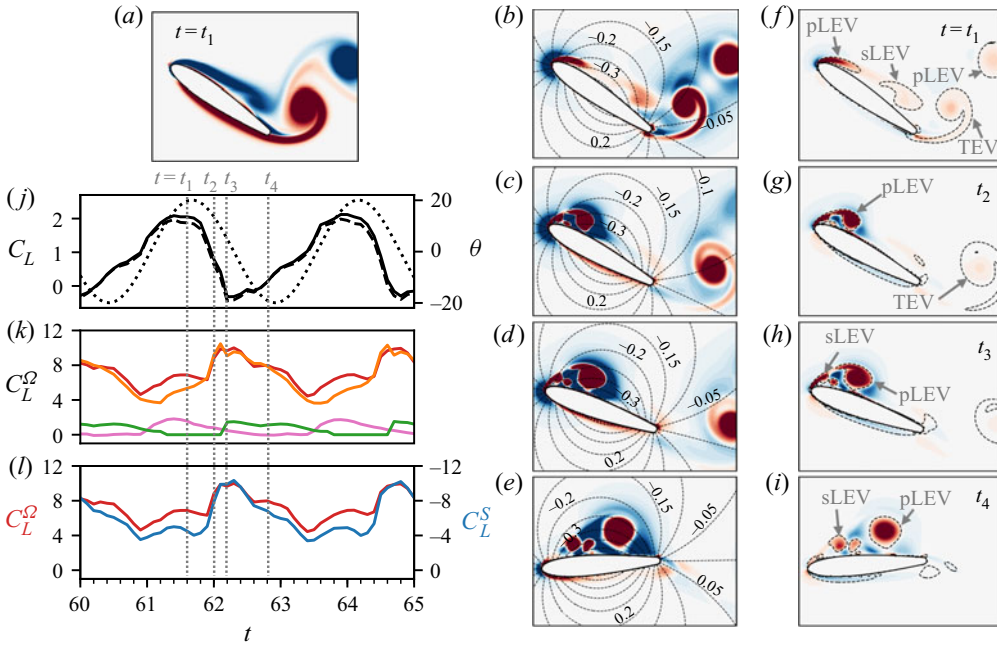 (a)
t = t1
(b)
−0.15
−0.2
−0.3
−0.05
0.2
(f)
t = t1
pLEV
sLEV
pLEV
TEV
(c)
−0.1
−0.15
−0.2
−0.3
0.2
(g)
t2
pLEV
TEV
(d)
−0.15
−0.2
−0.05
−0.3
0.2
(h)
t3
sLEV
pLEV
(e)
−0.15
−0.2
−0.05
−0.3
0.05
0.2
(i)
t4
sLEV
pLEV
t = t1 t2 t3 t4
(j)
2
1
0
CL
20
0
−20
θ
(k)
12
8
4
0
CLΩ
(l)
12
8
4
0
CLΩ
−12
−8
−4
0
CLS
60 61 62 63 64 65
t